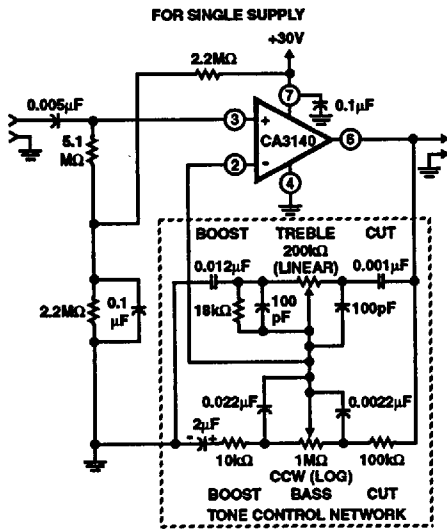 FOR SINGLE SUPPLY
+30V
2.2MΩ
0.005μF
7
0.1μF
3
+
CA3140
6
5.1
MΩ
2
-
4
BOOST TREBLE CUT
200kΩ
(LINEAR)
0.012μF
0.001μF
2.2MΩ
0.1
μF
18kΩ
100
pF
100pF
0.022μF
0.0022μF
2μF
- +
10kΩ
1MΩ
100kΩ
CCW (LOG)
BOOST BASS CUT
TONE CONTROL NETWORK